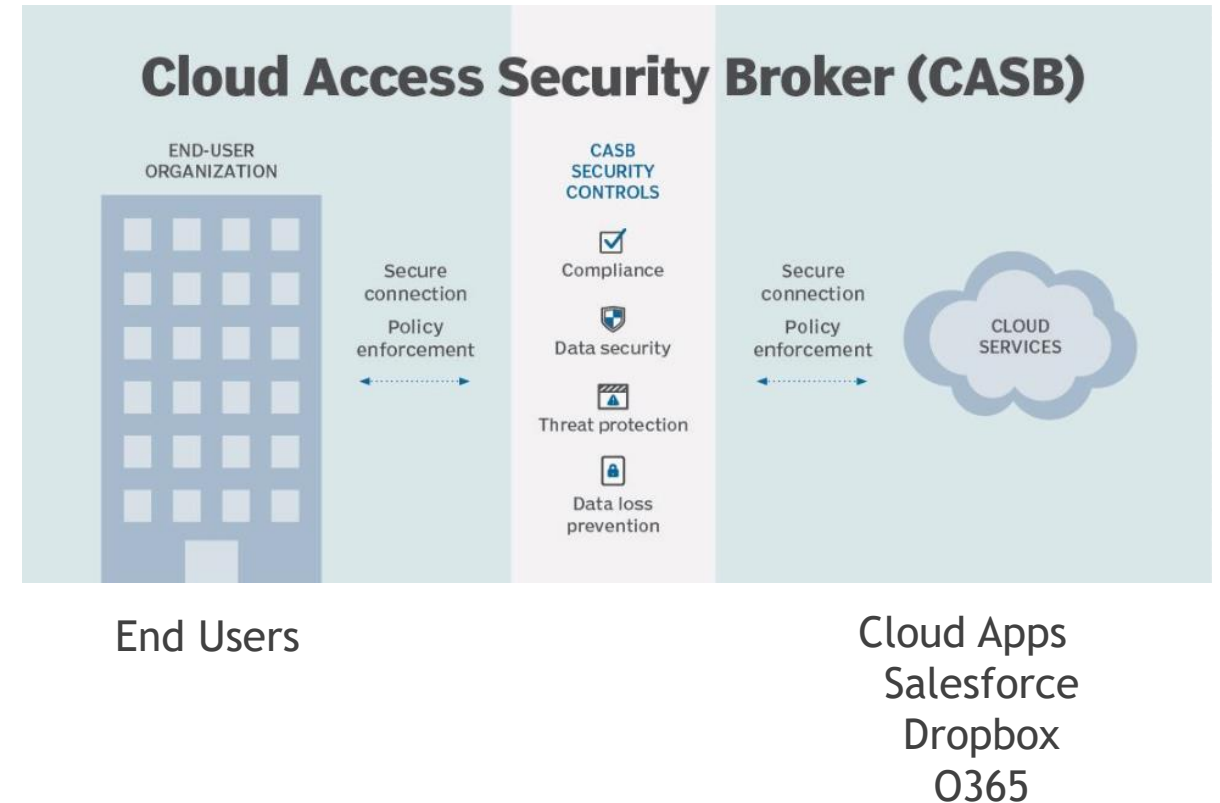 Cloud Access Security Broker (CASB)
END-USER
ORGANIZATION
Secure
connection
Policy
enforcement
CASB
SECURITY
CONTROLS
Compliance
Data security
Threat protection
Data loss
prevention
Secure
connection
Policy
enforcement
CLOUD
SERVICES
End Users
Cloud Apps
Salesforce
Dropbox
O365